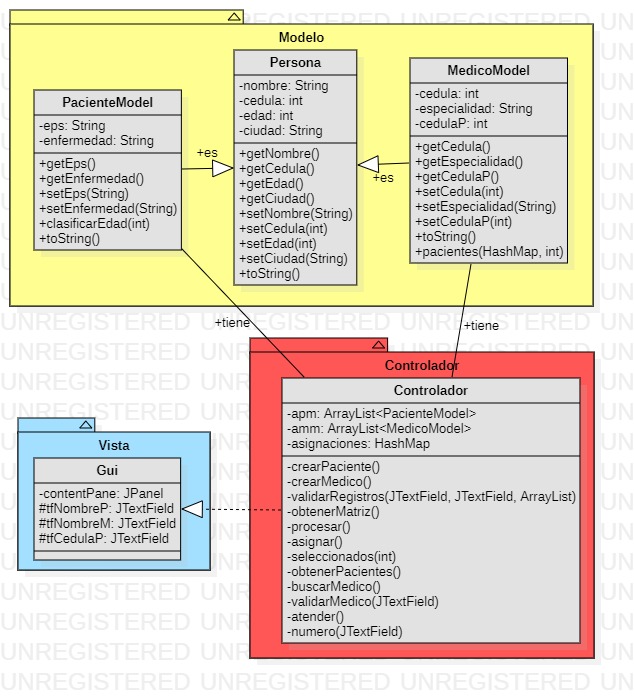 UNREGISTERED UNREGISTERED UNREGISTERED UN
Modelo
PacienteModel
-eps: String
-enfermedad: String
+getEps()
+getEnfermedad()
+setEps(String)
+setEnfermedad(String)
+clasificarEdad(int)
+toString()
+es
Persona
-nombre: String
-cedula: int
-edad: int
-ciudad: String
+getNombre()
+getCedula()
+getEdad()
+getCiudad()
+setNombre(String)
+setCedula(int)
+setEdad(int)
+setCiudad(String)
+toString()
+es
MedicoModel
-cedula: int
-especialidad: String
-cedulaP: int
+getCedula()
+getEspecialidad()
+getCedulaP()
+setCedula(int)
+setEspecialidad(String)
+setCedulaP(int)
+toString()
+pacientes(HashMap, int)
+tiene
+tiene
Controlador
Controlador
-apm: ArrayList<PacienteModel>
-amm: ArrayList<MedicoModel>
-asignaciones: HashMap
-crearPaciente()
-crearMedico()
-validarRegistros(JTextField, JTextField, ArrayList)
-obtenerMatriz()
-procesar()
-asignar()
-seleccionados(int)
-obtenerPacientes()
-buscarMedico()
-validarMedico(JTextField)
-atender()
-numero(JTextField)
Vista
Gui
-contentPane: JPanel
#tfNombreP: JTextField
#tfNombreM: JTextField
#tfCedulaP: JTextField